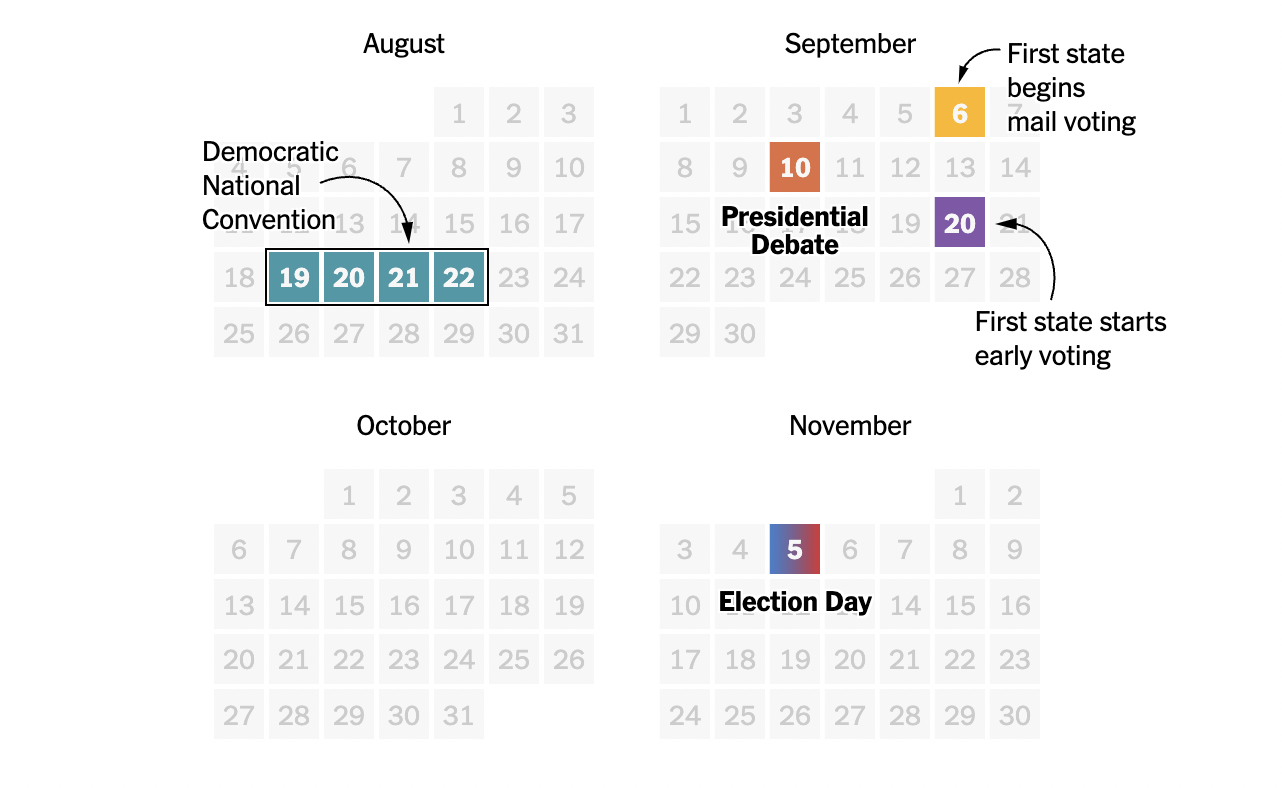 August
1 2 3
4 5 6 7 8 9 10
11 12 13 14 15 16 17
18 19 20 21 22 23 24
25 26 27 28 29 30 31
Democratic
National
Convention
September
1 2 3 4 5 6 7
8 9 10 11 12 13 14
15 16 17 18 19 20 21
22 23 24 25 26 27 28
29 30
First state
begins
mail voting
Presidential
Debate
First state starts
early voting
October
1 2 3 4 5
6 7 8 9 10 11 12
13 14 15 16 17 18 19
20 21 22 23 24 25 26
27 28 29 30 31
November
1 2
3 4 5 6 7 8 9
10 14 15 16
17 18 19 20 21 22 23
24 25 26 27 28 29 30
Election Day